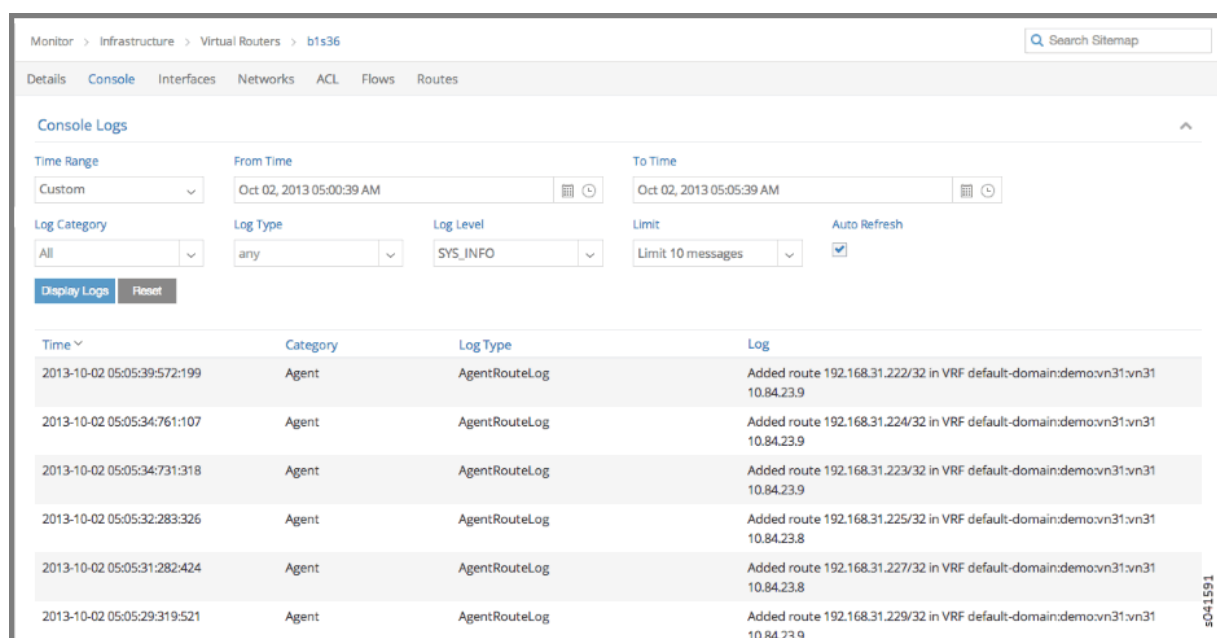 Monitor > Infrastructure > Virtual Routers > b1s36
Search Sitemap
Details Console Interfaces Networks ACL Flows Routes
Console Logs
Time Range From Time To Time
Custom Oct 02, 2013 05:00:39 AM Oct 02, 2013 05:05:39 AM
Log Category Log Type Log Level Limit Auto Refresh
All any SYS_INFO Limit 10 messages
Display Logs Reset
Time Category Log Type Log
2013-10-02 05:05:39:572:199 Agent AgentRouteLog Added route 192.168.31.222/32 in VRF default-domain:demo:vn31:vn31
10.84.23.9
2013-10-02 05:05:34:761:107 Agent AgentRouteLog Added route 192.168.31.224/32 in VRF default-domain:demo:vn31:vn31
10.84.23.9
2013-10-02 05:05:34:731:318 Agent AgentRouteLog Added route 192.168.31.223/32 in VRF default-domain:demo:vn31:vn31
10.84.23.9
2013-10-02 05:05:32:283:326 Agent AgentRouteLog Added route 192.168.31.225/32 in VRF default-domain:demo:vn31:vn31
10.84.23.8
2013-10-02 05:05:31:282:424 Agent AgentRouteLog Added route 192.168.31.227/32 in VRF default-domain:demo:vn31:vn31
10.84.23.8
2013-10-02 05:05:29:319:521 Agent AgentRouteLog Added route 192.168.31.229/32 in VRF default-domain:demo:vn31:vn31
10.84.23.9
s041591